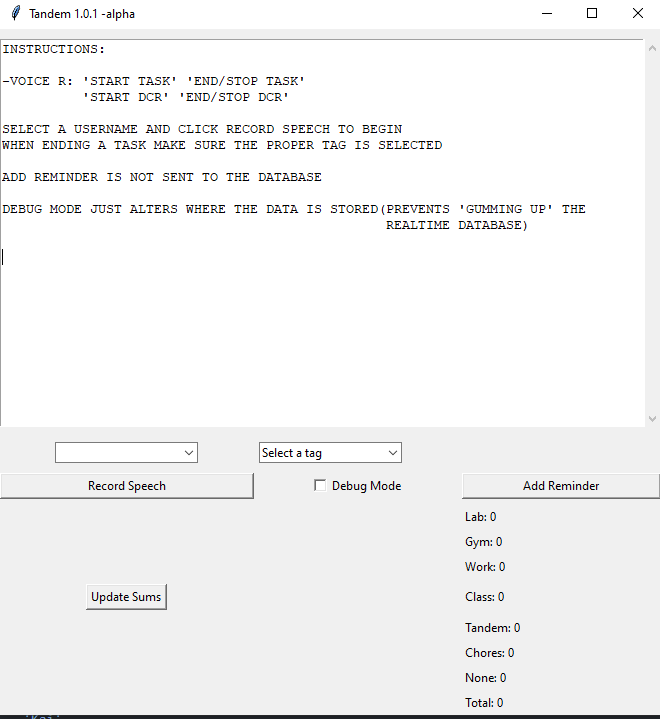 Tandem 1.0.1 -alpha
INSTRUCTIONS:
-VOICE R: 'START TASK' 'END/STOP TASK'
'START DCR' 'END/STOP DCR'
SELECT A USERNAME AND CLICK RECORD SPEECH TO BEGIN
WHEN ENDING A TASK MAKE SURE THE PROPER TAG IS SELECTED
ADD REMINDER IS NOT SENT TO THE DATABASE
DEBUG MODE JUST ALTERS WHERE THE DATA IS STORED(PREVENTS 'GUMMING UP' THE
REALTIME DATABASE)
Select a tag
Record Speech
Debug Mode
Add Reminder
Lab: 0
Gym: 0
Work: 0
Class: 0
Update Sums
Tandem: 0
Chores: 0
None: 0
Total: 0